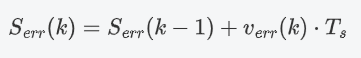 S_{err}(k) = S_{err}(k − 1) + v_{err}(k) · T_s